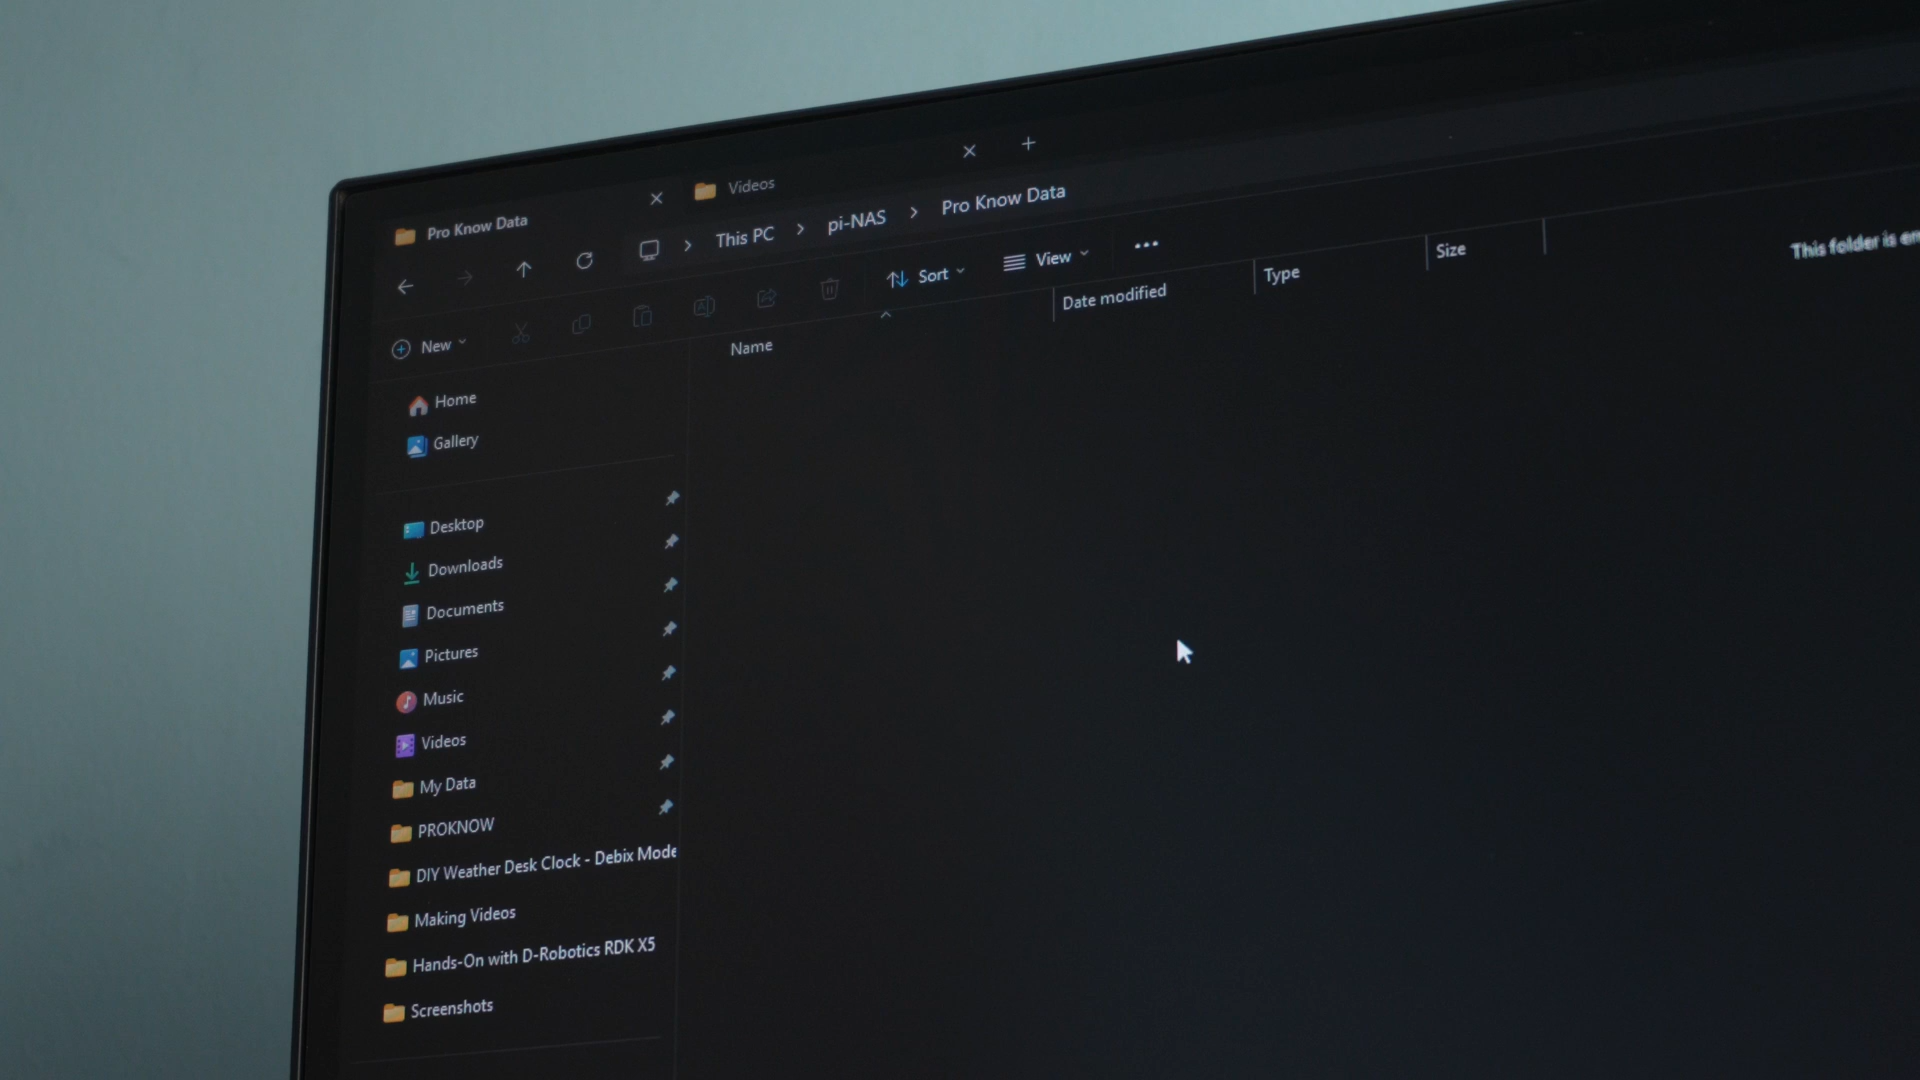 Pro Know Data
Videos
This PC > pi-NAS > Pro Know Data
New
Sort
View
Name
Date modified
Type
Size
This folder is
Home
Gallery
Desktop
Downloads
Documents
Pictures
Music
Videos
My Data
PROKNOW
DIY Weather Desk Clock - Debix Mode
Making Videos
Hands-On with D-Robotics RDK X5
Screenshots